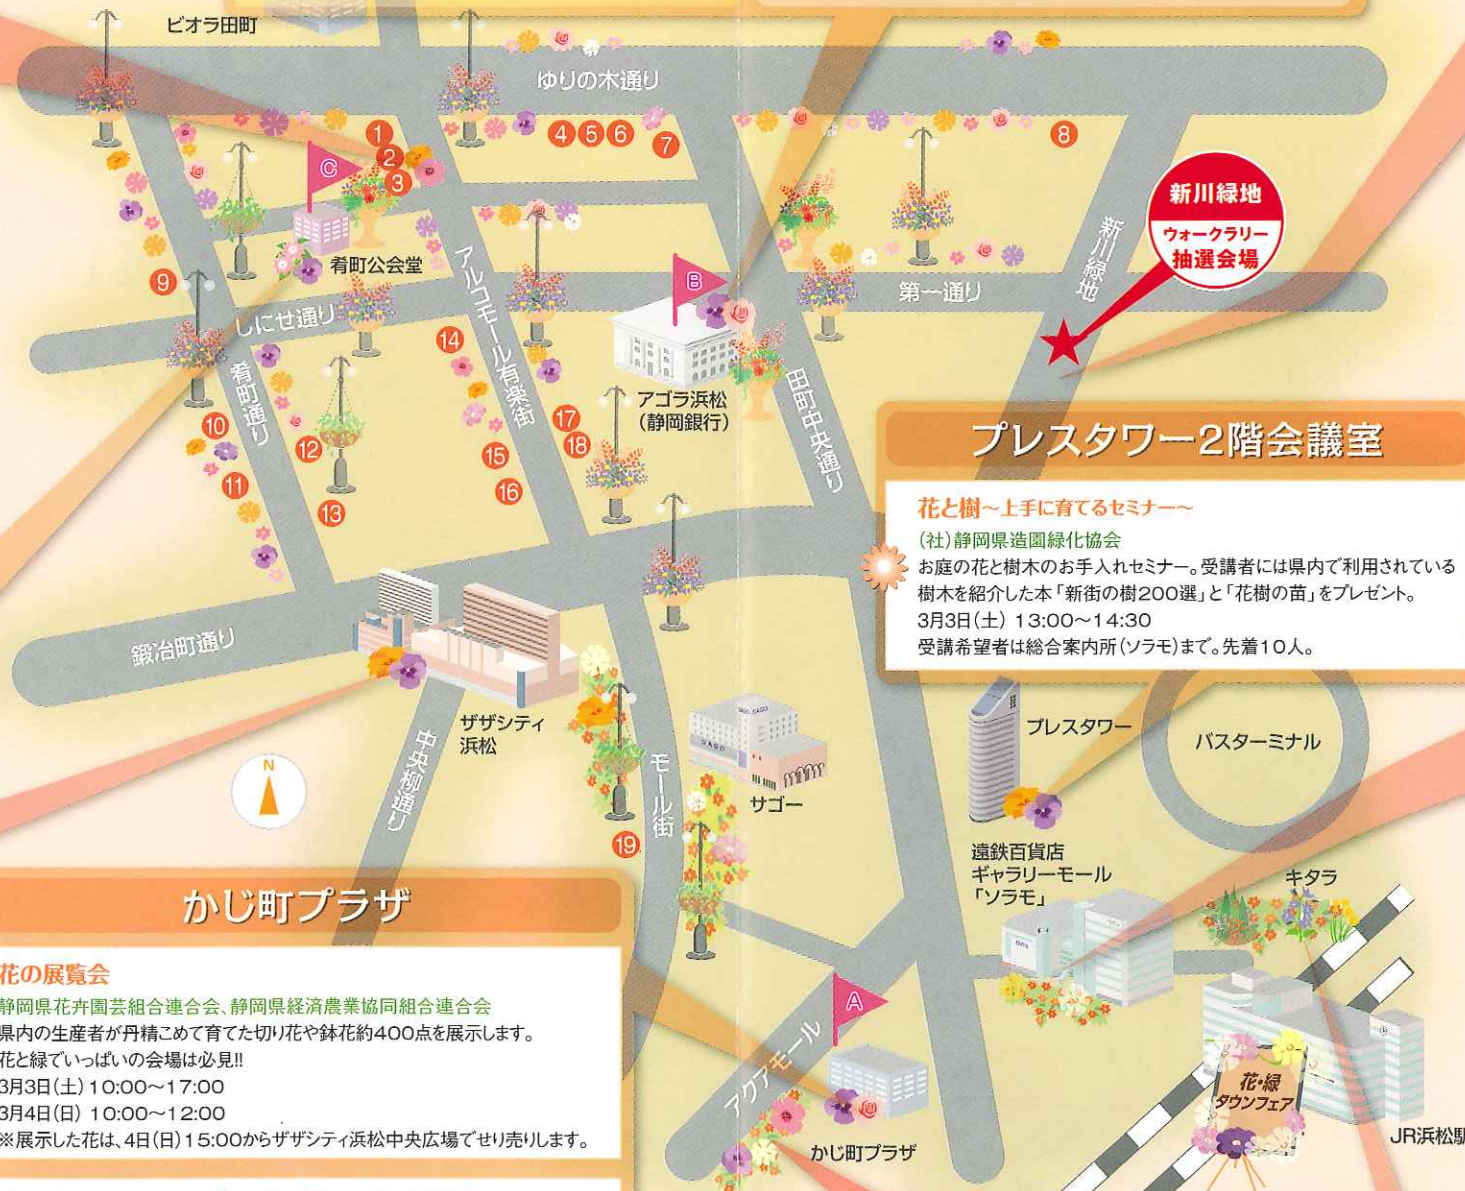 ビオラ田町
ゆりの木通り
1
2
3
4
5
6
7
8
C
肴町公会堂
アルコモール有楽街
B
新川緑地
ウォークラリー
抽選会場
新川緑地
第一通り
9
しにせ通り
肴町通り
10
11
12
13
14
15
16
17
18
アゴラ浜松
(静岡銀行)
田町中央通り
プレスタワー2階会議室
花と樹〜上手に育てるセミナー〜
(社)静岡県造園緑化協会
お庭の花と樹木のお手入れセミナー。受講者には県内で利用されている
樹木を紹介した本「新街の樹200選」と「花樹の苗」をプレゼント。
3月3日(土) 13:00〜14:30
受講希望者は総合案内所(ソラモ)まで。先着10人。
鍛冶町通り
ザザシティ
浜松
中央柳通り
N
モール街
19
SAGO
サゴー
プレスタワー
バスターミナル
遠鉄百貨店
ギャラリーモール
「ソラモ」
キタラ
かじ町プラザ
花の展覧会
静岡県花卉園芸組合連合会、静岡県経済農業協同組合連合会
県内の生産者が丹精こめて育てた切り花や鉢花約400点を展示します。
花と緑でいっぱいの会場は必見!!
3月3日(土)10:00〜17:00
3月4日(日) 10:00〜12:00
※展示した花は、4日(日)15:00からザザシティ浜松中央広場でせり売りします。
A
アクアモール
かじ町プラザ
花・緑
タウンフェア
JR浜松駅